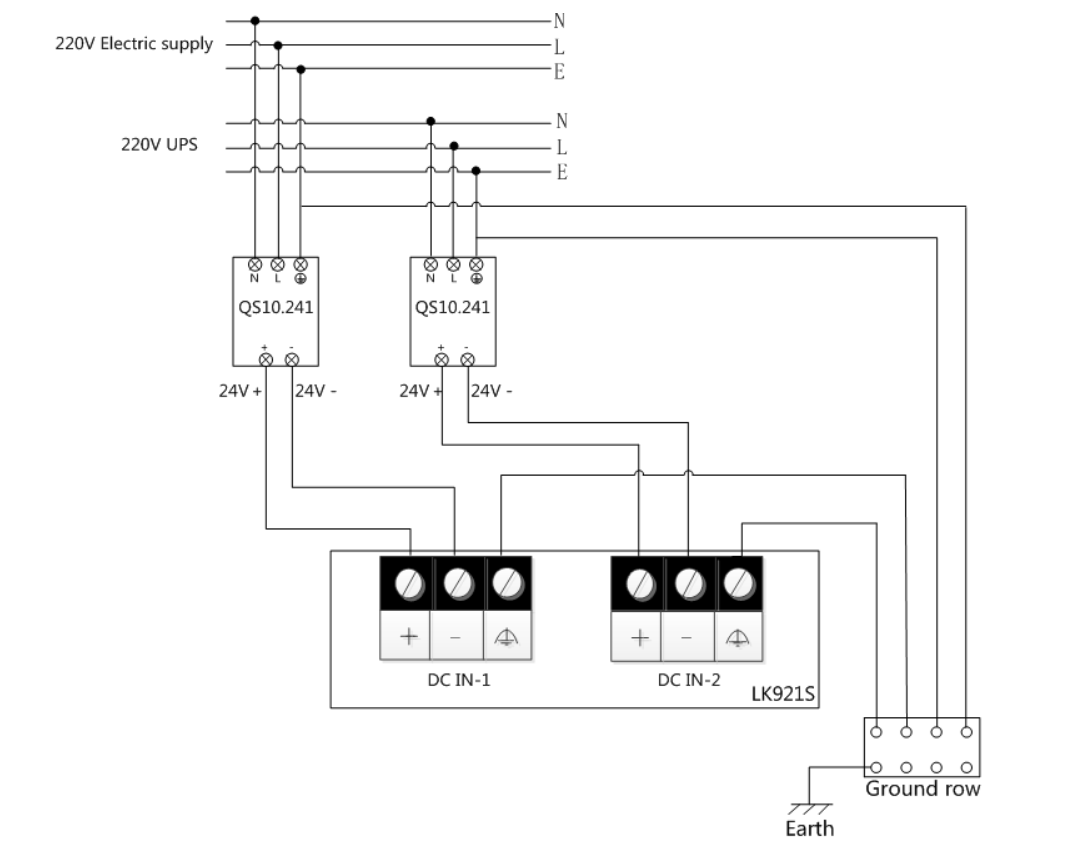 N
220V Electric supply
L
E
N
220V UPS
L
E
N L
N L
QS10.241
QS10.241
+ -
+ -
24V + 24V -
24V + 24V -
+ -
+ -
DC IN-1
DC IN-2
LK921S
Ground row
Earth